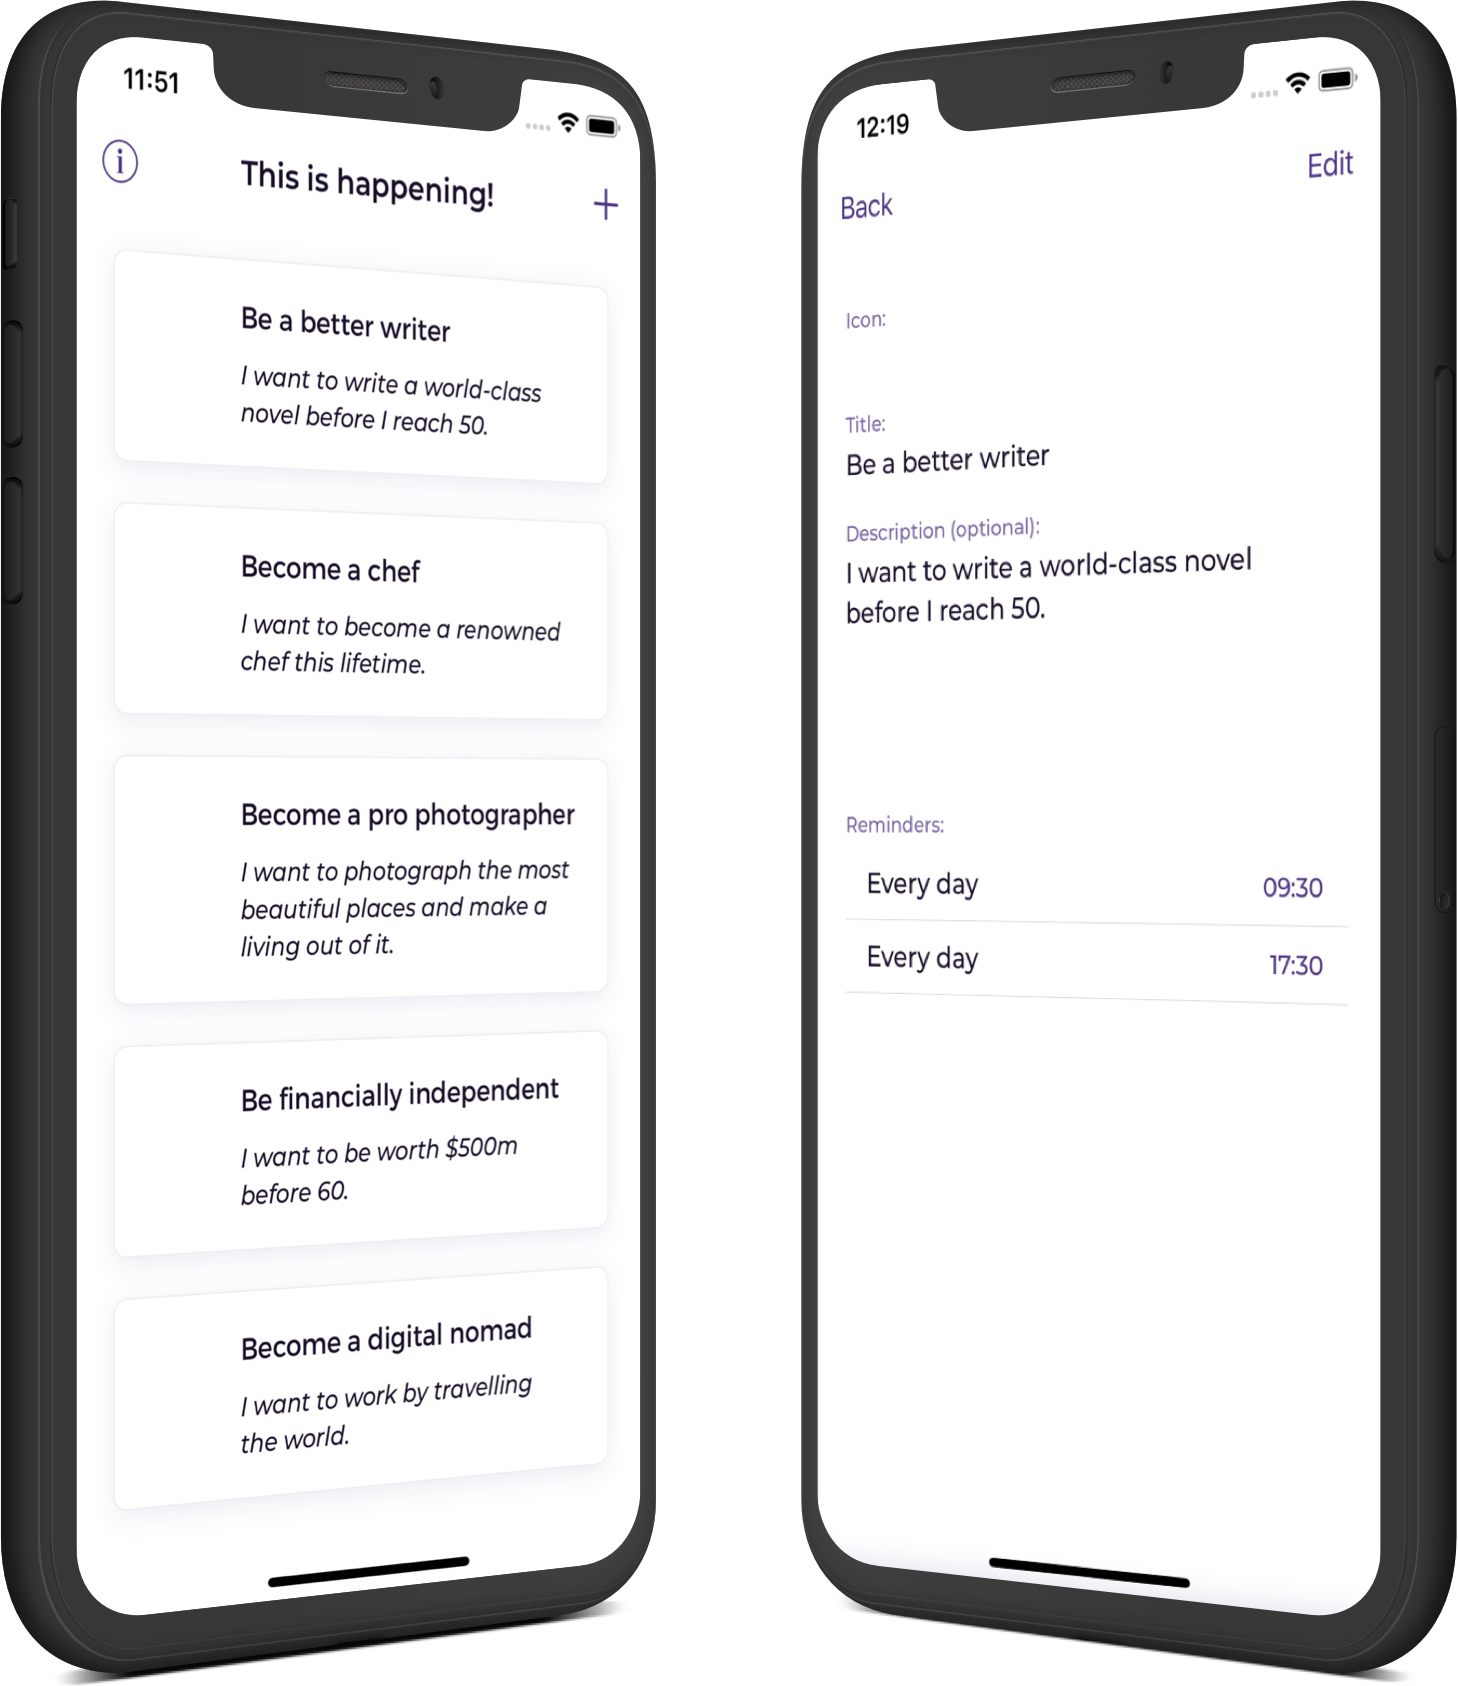 11:51
This is happening!
Be a better writer
I want to write a world-class
novel before I reach 50.
Become a chef
I want to become a renowned
chef this lifetime.
Become a pro photographer
I want to photograph the most
beautiful places and make a
living out of it.
Be financially independent
I want to be worth $500m
before 60.
Become a digital nomad
I want to work by travelling
the world.
12:19
Edit
Back
Icon:
Title:
Be a better writer
Description (optional):
I want to write a world-class novel
before I reach 50.
Reminders:
Every day 09:30
Every day 17:30